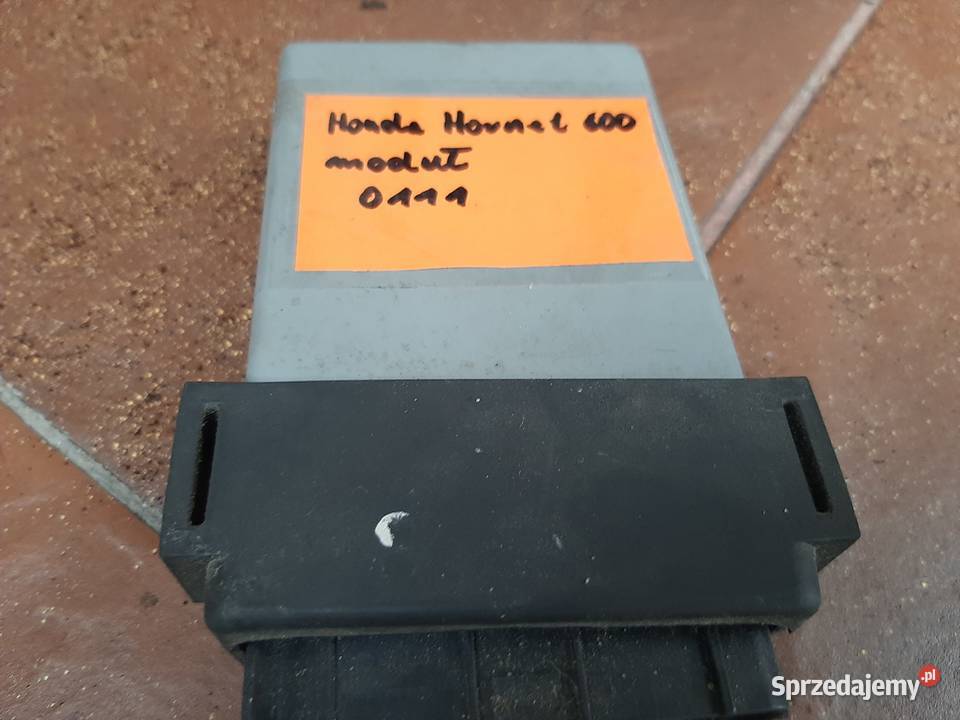 Honda Hornet 600
moduł
0111
Sprzedajemy.pl